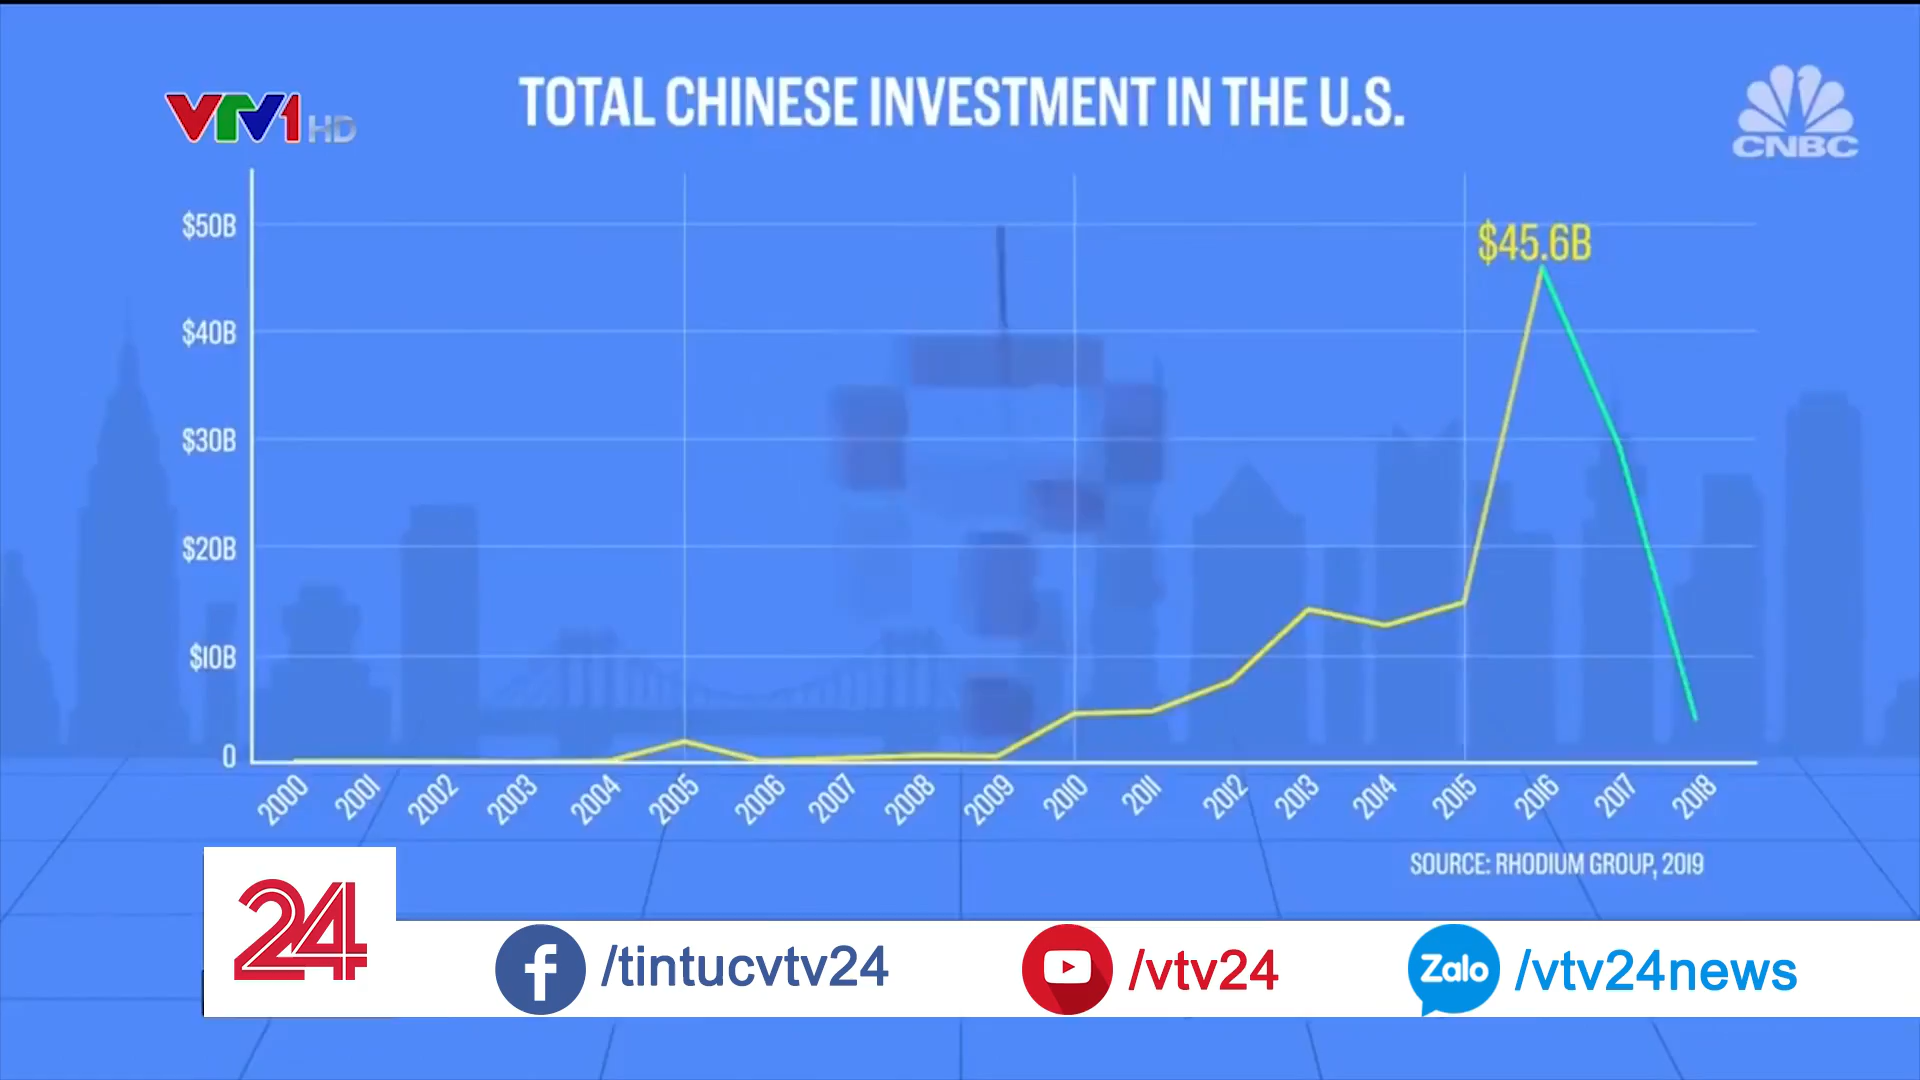 TOTAL CHINESE INVESTMENT IN THE U.S.
VTV1 HD
CNBC
$50B
$45.6B
$40B
$30B
$20B
$10B
0
2000 2001 2002 2003 2004 2005 2006 2007 2008 2009 2010 2011 2012 2013 2014 2015 2016 2017 2018
SOURCE: RHODIUM GROUP, 2019
24
f /tintucvtv24 /vtv24 Zalo /vtv24news